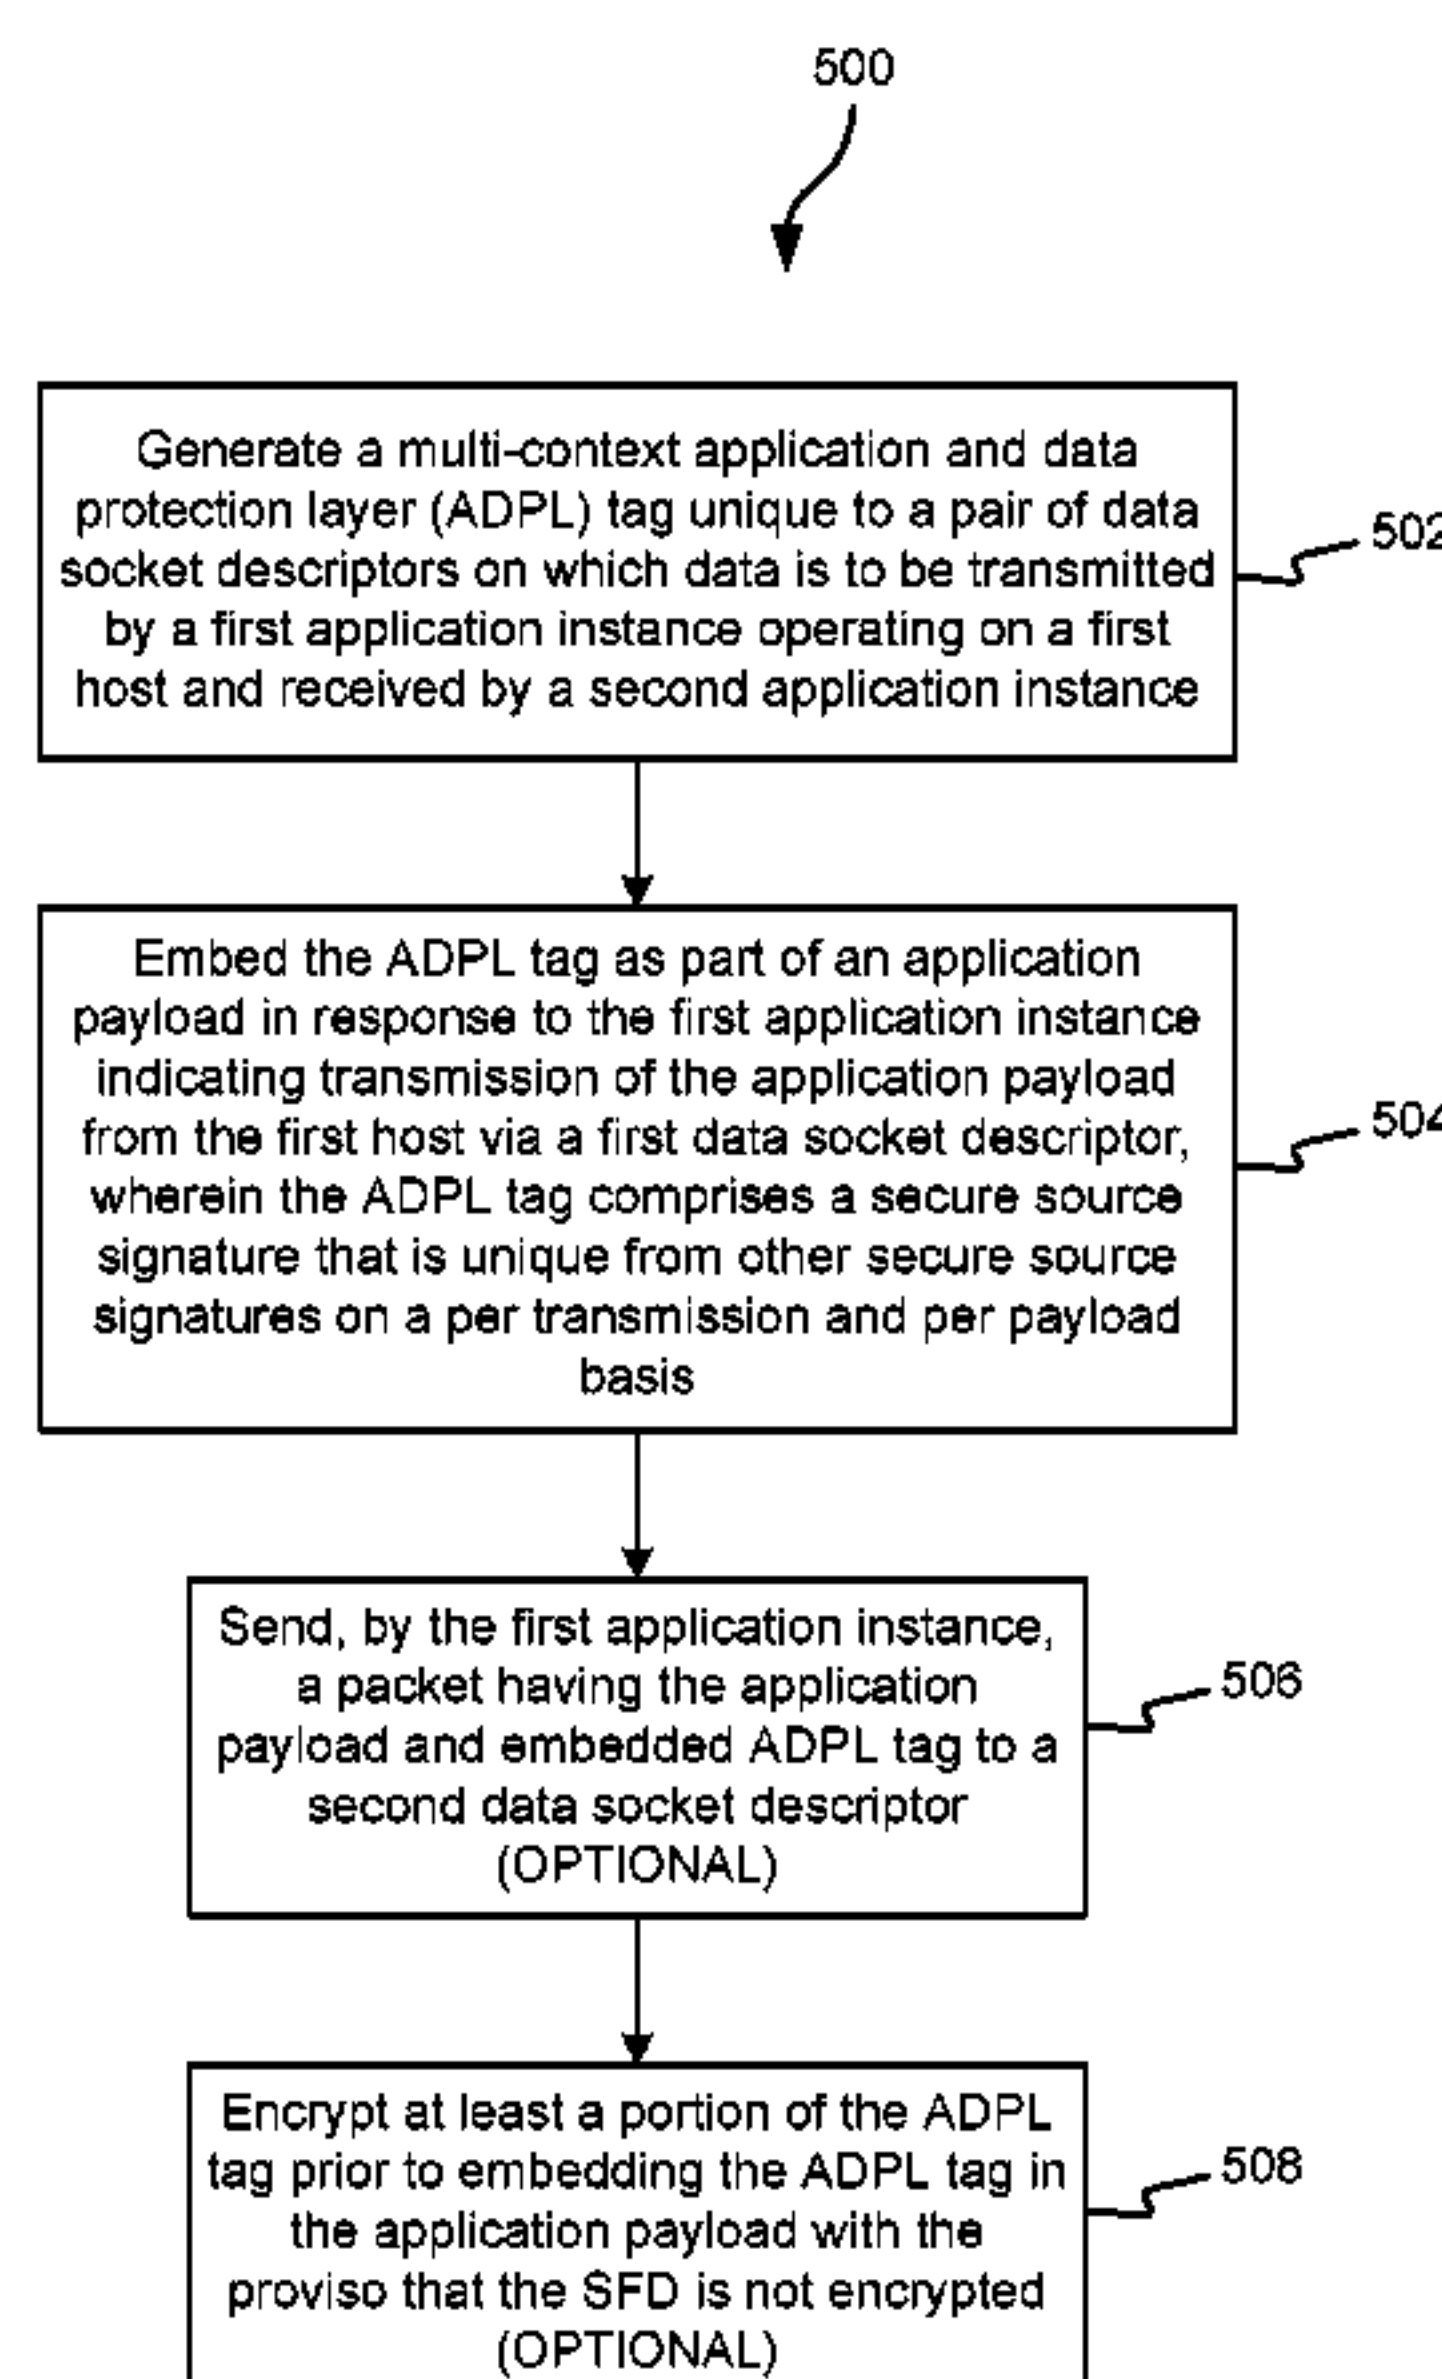 500
Generate a multi-context application and data
protection layer (ADPL) tag unique to a pair of data
socket descriptors on which data is to be transmitted
by a first application instance operating on a first
host and received by a second application instance
502
Embed the ADPL tag as part of an application
payload in response to the first application instance
indicating transmission of the application payload
from the first host via a first data socket descriptor,
wherein the ADPL tag comprises a secure source
signature that is unique from other secure source
signatures on a per transmission and per payload
basis
504
Send, by the first application instance,
a packet having the application
payload and embedded ADPL tag to a
second data socket descriptor
(OPTIONAL)
506
Encrypt at least a portion of the ADPL
tag prior to embedding the ADPL tag in
the application payload with the
proviso that the SFD is not encrypted
(OPTIONAL)
508